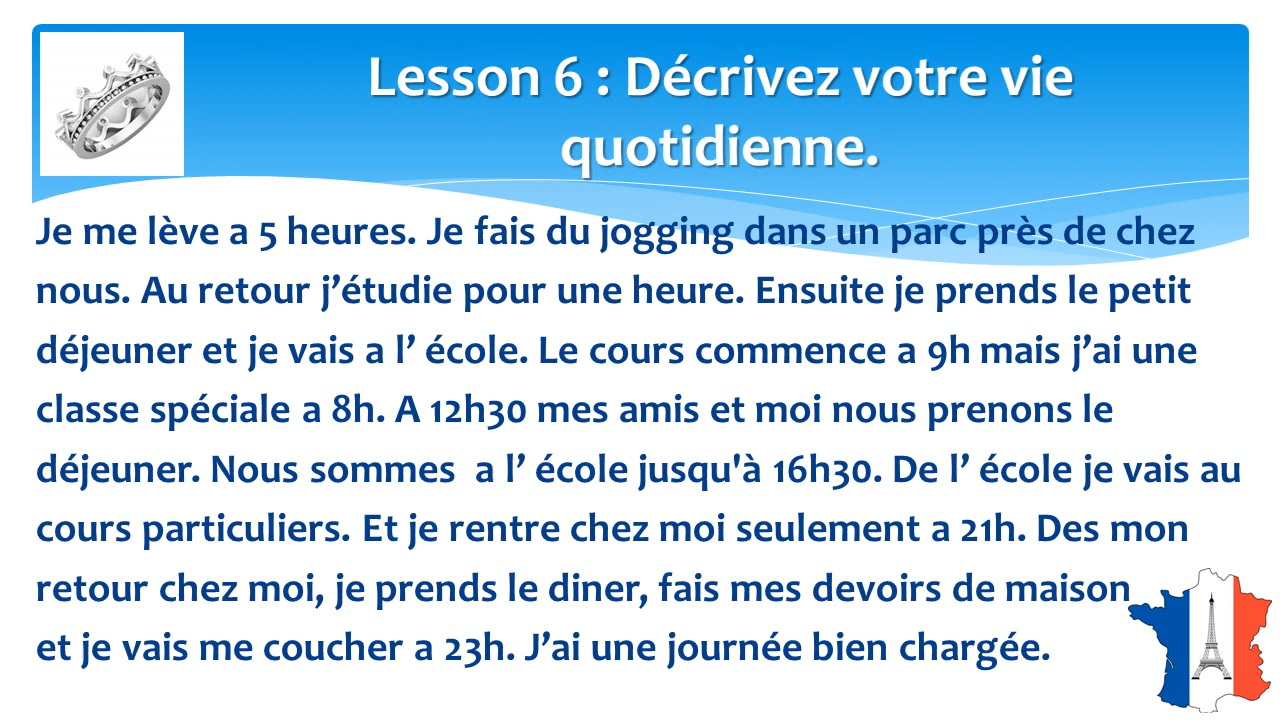 Lesson 6 : Décrivez votre vie
quotidienne.
Je me lève a 5 heures. Je fais du jogging dans un parc près de chez
nous. Au retour j’étudie pour une heure. Ensuite je prends le petit
déjeuner et je vais a l’ école. Le cours commence a 9h mais j’ai une
classe spéciale a 8h. A 12h30 mes amis et moi nous prenons le
déjeuner. Nous sommes  a l’ école jusqu'à 16h30. De l’ école je vais au
cours particuliers. Et je rentre chez moi seulement a 21h. Des mon
retour chez moi, je prends le diner, fais mes devoirs de maison
et je vais me coucher a 23h. J’ai une journée bien chargée.